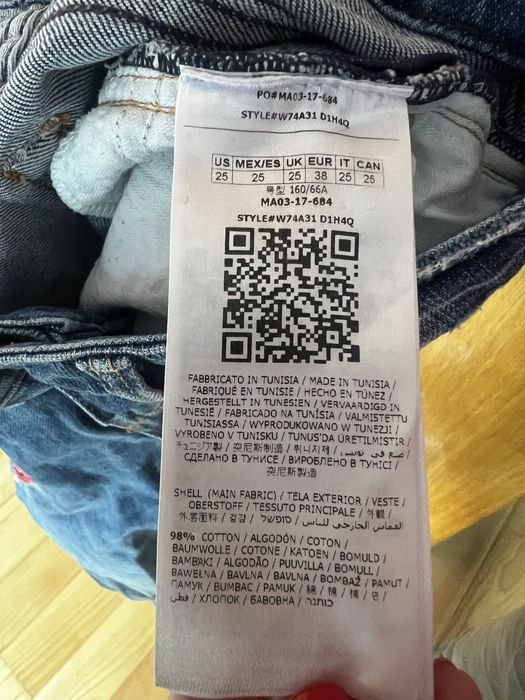 PO#MA03-17-684
STYLE#W74A31 D1H4Q
US MEX/ES UK EUR IT CAN
25 25 25 38 25 25
号型 160/66A
MA03-17-684
STYLE#W74A31 D1H4Q
FABBRICATO IN TUNISIA / MADE IN TUNISIA /
FABRIQUÉ EN TUNISIE / HECHO EN TÚNEZ /
HERGESTELLT IN TUNESIEN / VERVAARDIGD IN
TUNESIË / FABRICADO NA TUNÍSIA / VALMISTETTU
TUNISIASSA / WYPRODUKOWANO W TUNEZJI /
VYROBENO V TUNISKU / TUNUS'DA ÜRETILMISTIR /
チュニジア製 / 突尼斯制造 / 튀니지제 / صنع في تونس /
СДЕЛАНО В ТУНИСЕ / ВИРОБЛЕНО В ТУНІСІ /
突尼斯製造
SHELL (MAIN FABRIC) / TELA EXTERIOR / VESTE /
OBERSTOFF / TESSUTO PRINCIPALE / 外観 /
外套面料 / 겉감 / סופשל / القماش الخارجي للباس /
98% COTTON / ALGODÓN / COTON /
BAUMWOLLE / COTONE / KATOEN / BOMULD /
BAMBAKI / ALGODÃO / PUUVILLA / BOMULL /
BAWEŁNA / BAVLNA / BAVLNA / BOMBAŽ / PAMUT /
ПАМУК / BUMBAC / PAMUK / 綿 / 棉 / 棉 / 면 /
قطن / ХЛОПОК / БАВОВНА / כותנה /